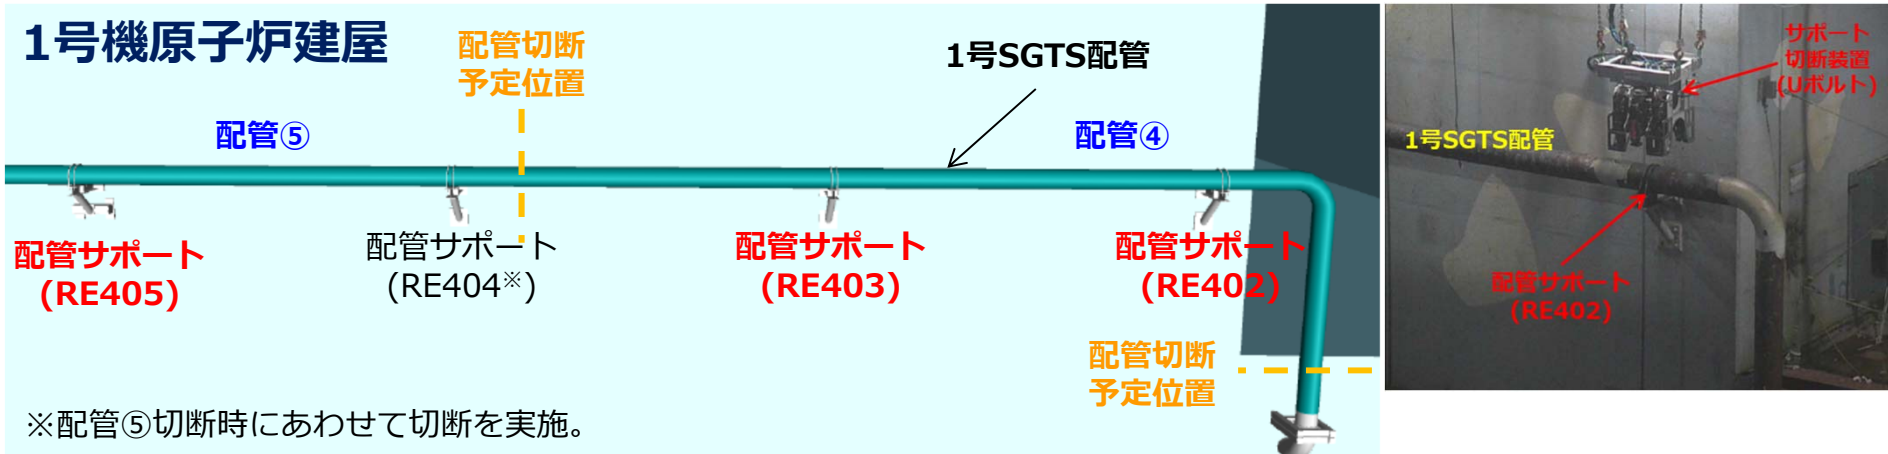 1号機原子炉建屋
配管切断
予定位置
1号SGTS配管
配管⑤
配管④
配管サポート
(RE405)
配管サポート
(RE404※)
配管サポート
(RE403)
配管サポート
(RE402)
配管切断
予定位置
※配管⑤切断時にあわせて切断を実施。
サポート
切断装置
(Uボルト)
1号SGTS配管
配管サポート
(RE402)